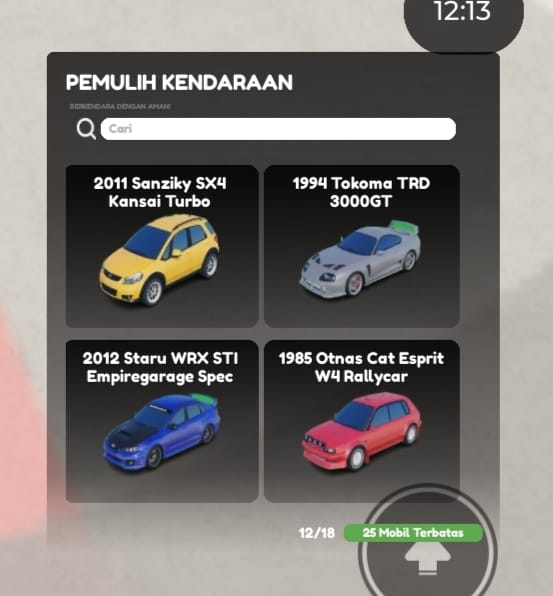 12:13
PEMULIH KENDARAAN
BERKENDARA DENGAN AMAN!
Cari
2011 Sanziky SX4
Kansai Turbo
1994 Tokoma TRD
3000GT
2012 Staru WRX STI
Empiregarage Spec
1985 Otnas Cat Esprit
W4 Rallycar
12/18
25 Mobil Terbatas